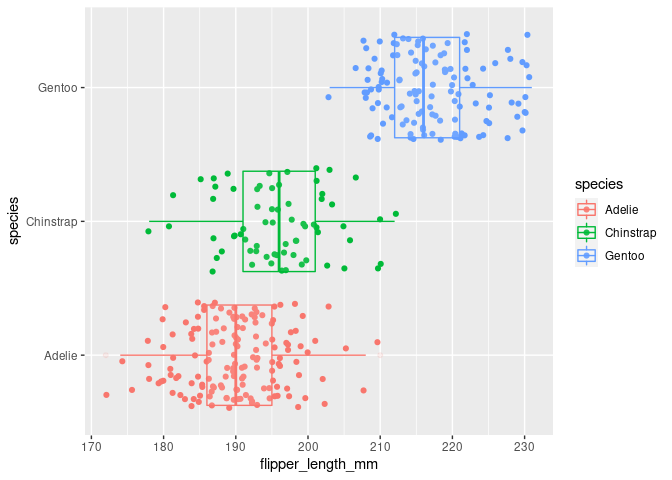 Gentoo
Chinstrap
Adelie
species
170 180 190 200 210 220 230
flipper_length_mm
species
Adelie
Chinstrap
Gentoo